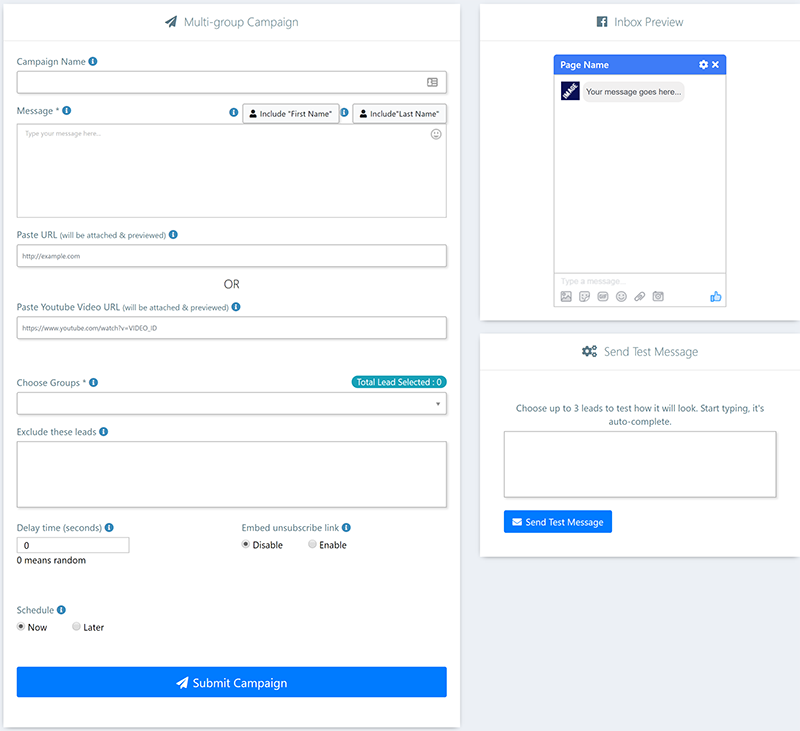 Multi-group Campaign
Campaign Name
Message *
Include "First Name"
Include"Last Name"
Type your message here...
Paste URL (will be attached & previewed)
http://example.com
OR
Paste Youtube Video URL (will be attached & previewed)
https://www.youtube.com/watch?v=VIDEO_ID
Choose Groups *
Total Lead Selected : 0
Exclude these leads
Delay time (seconds)
0
0 means random
Embed unsubscribe link
Disable
Enable
Schedule
Now
Later
Submit Campaign
Inbox Preview
Page Name
IMAGE
Your message goes here...
Type a message...
GIF
Send Test Message
Choose up to 3 leads to test how it will look. Start typing, it's
auto-complete.
Send Test Message